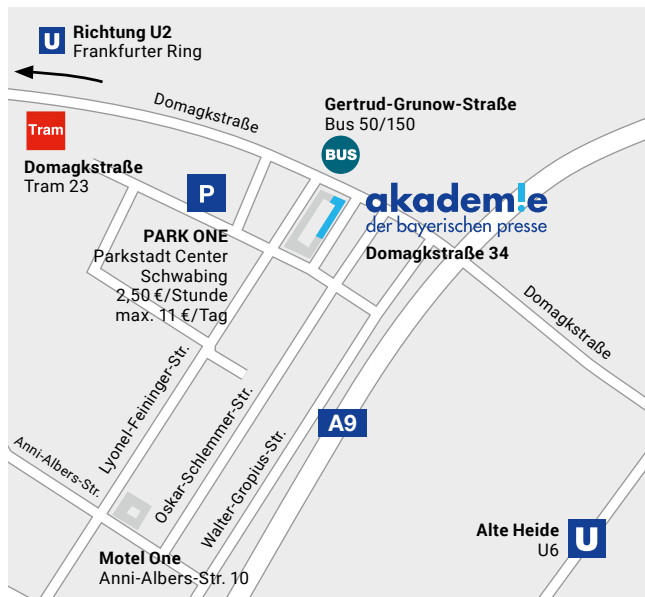 U
Richtung U2
Frankfurter Ring
Domagkstraße
Gertrud-Grunow-Straße
Bus 50/150
BUS
Tram
Domagkstraße
Tram 23
P
akadem!e
der bayerischen presse
Domagkstraße 34
PARK ONE
Parkstadt Center
Schwabing
2,50 €/Stunde
max. 11 €/Tag
Domagkstraße
Lyonel-Feininger-Str.
Oskar-Schlemmer-Str.
Walter-Gropius-Str.
A9
Anni-Albers-Str.
Motel One
Anni-Albers-Str. 10
Alte Heide
U6
U